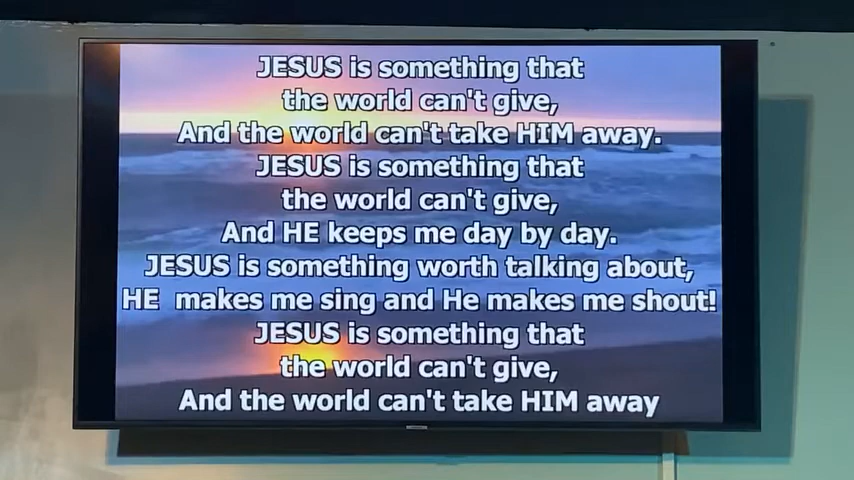 JESUS is something that
the world can't give,
And the world can't take HIM away.
JESUS is something that
the world can't give,
And HE keeps me day by day.
JESUS is something worth talking about,
HE  makes me sing and He makes me shout!
JESUS is something that
the world can't give,
And the world can't take HIM away